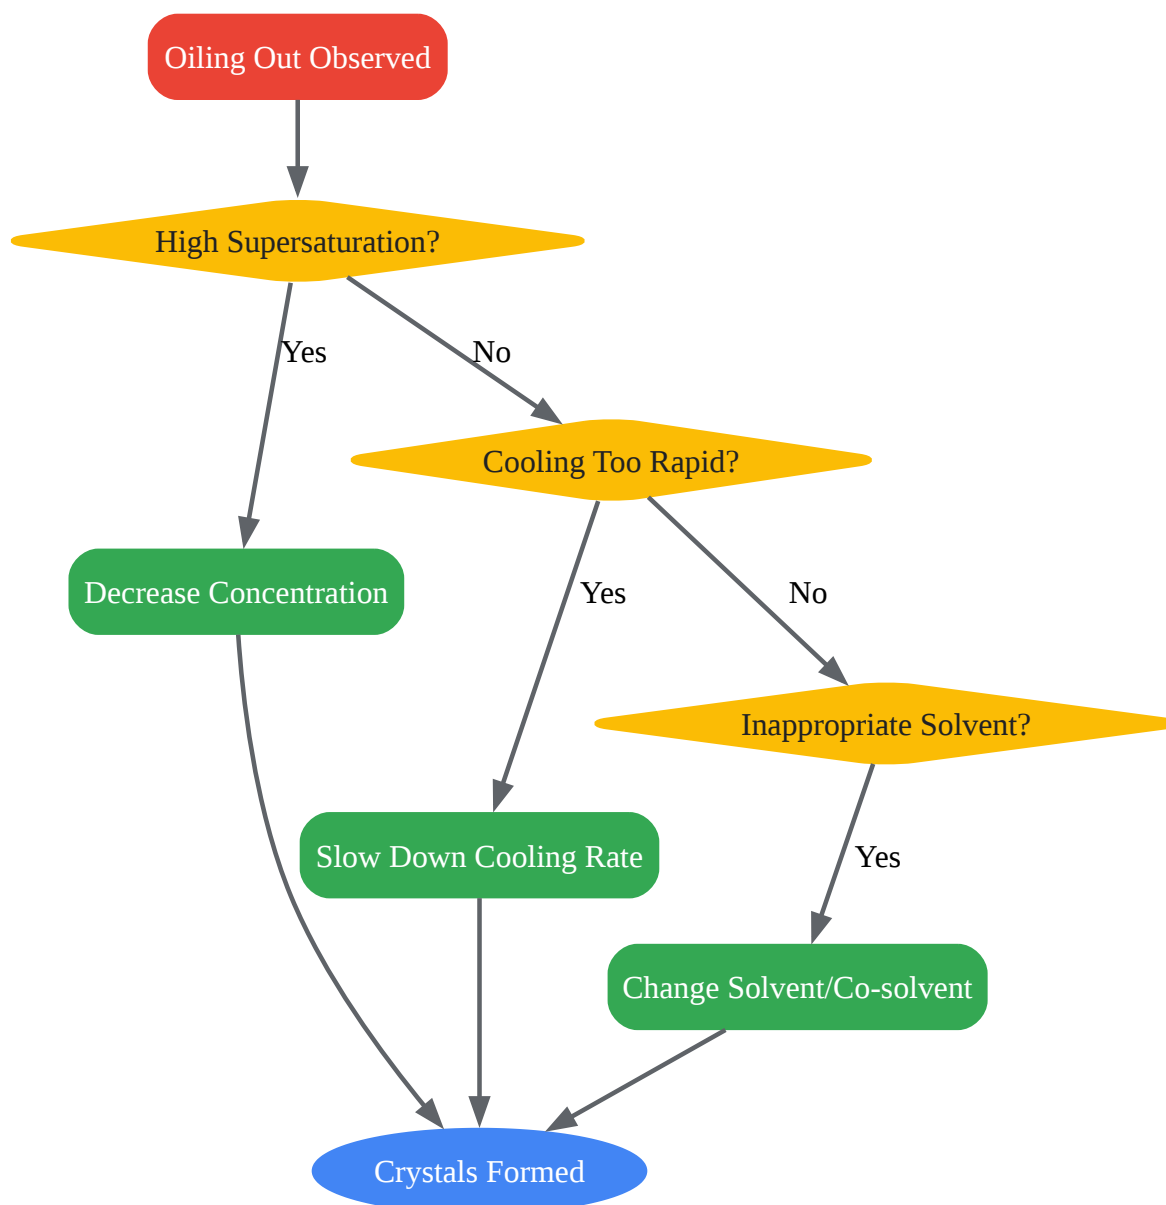 Oiling Out Observed
High Supersaturation?
Yes
No
Cooling Too Rapid?
Decrease Concentration
Yes
No
Inappropriate Solvent?
Slow Down Cooling Rate
Yes
Change Solvent/Co-solvent
Crystals Formed